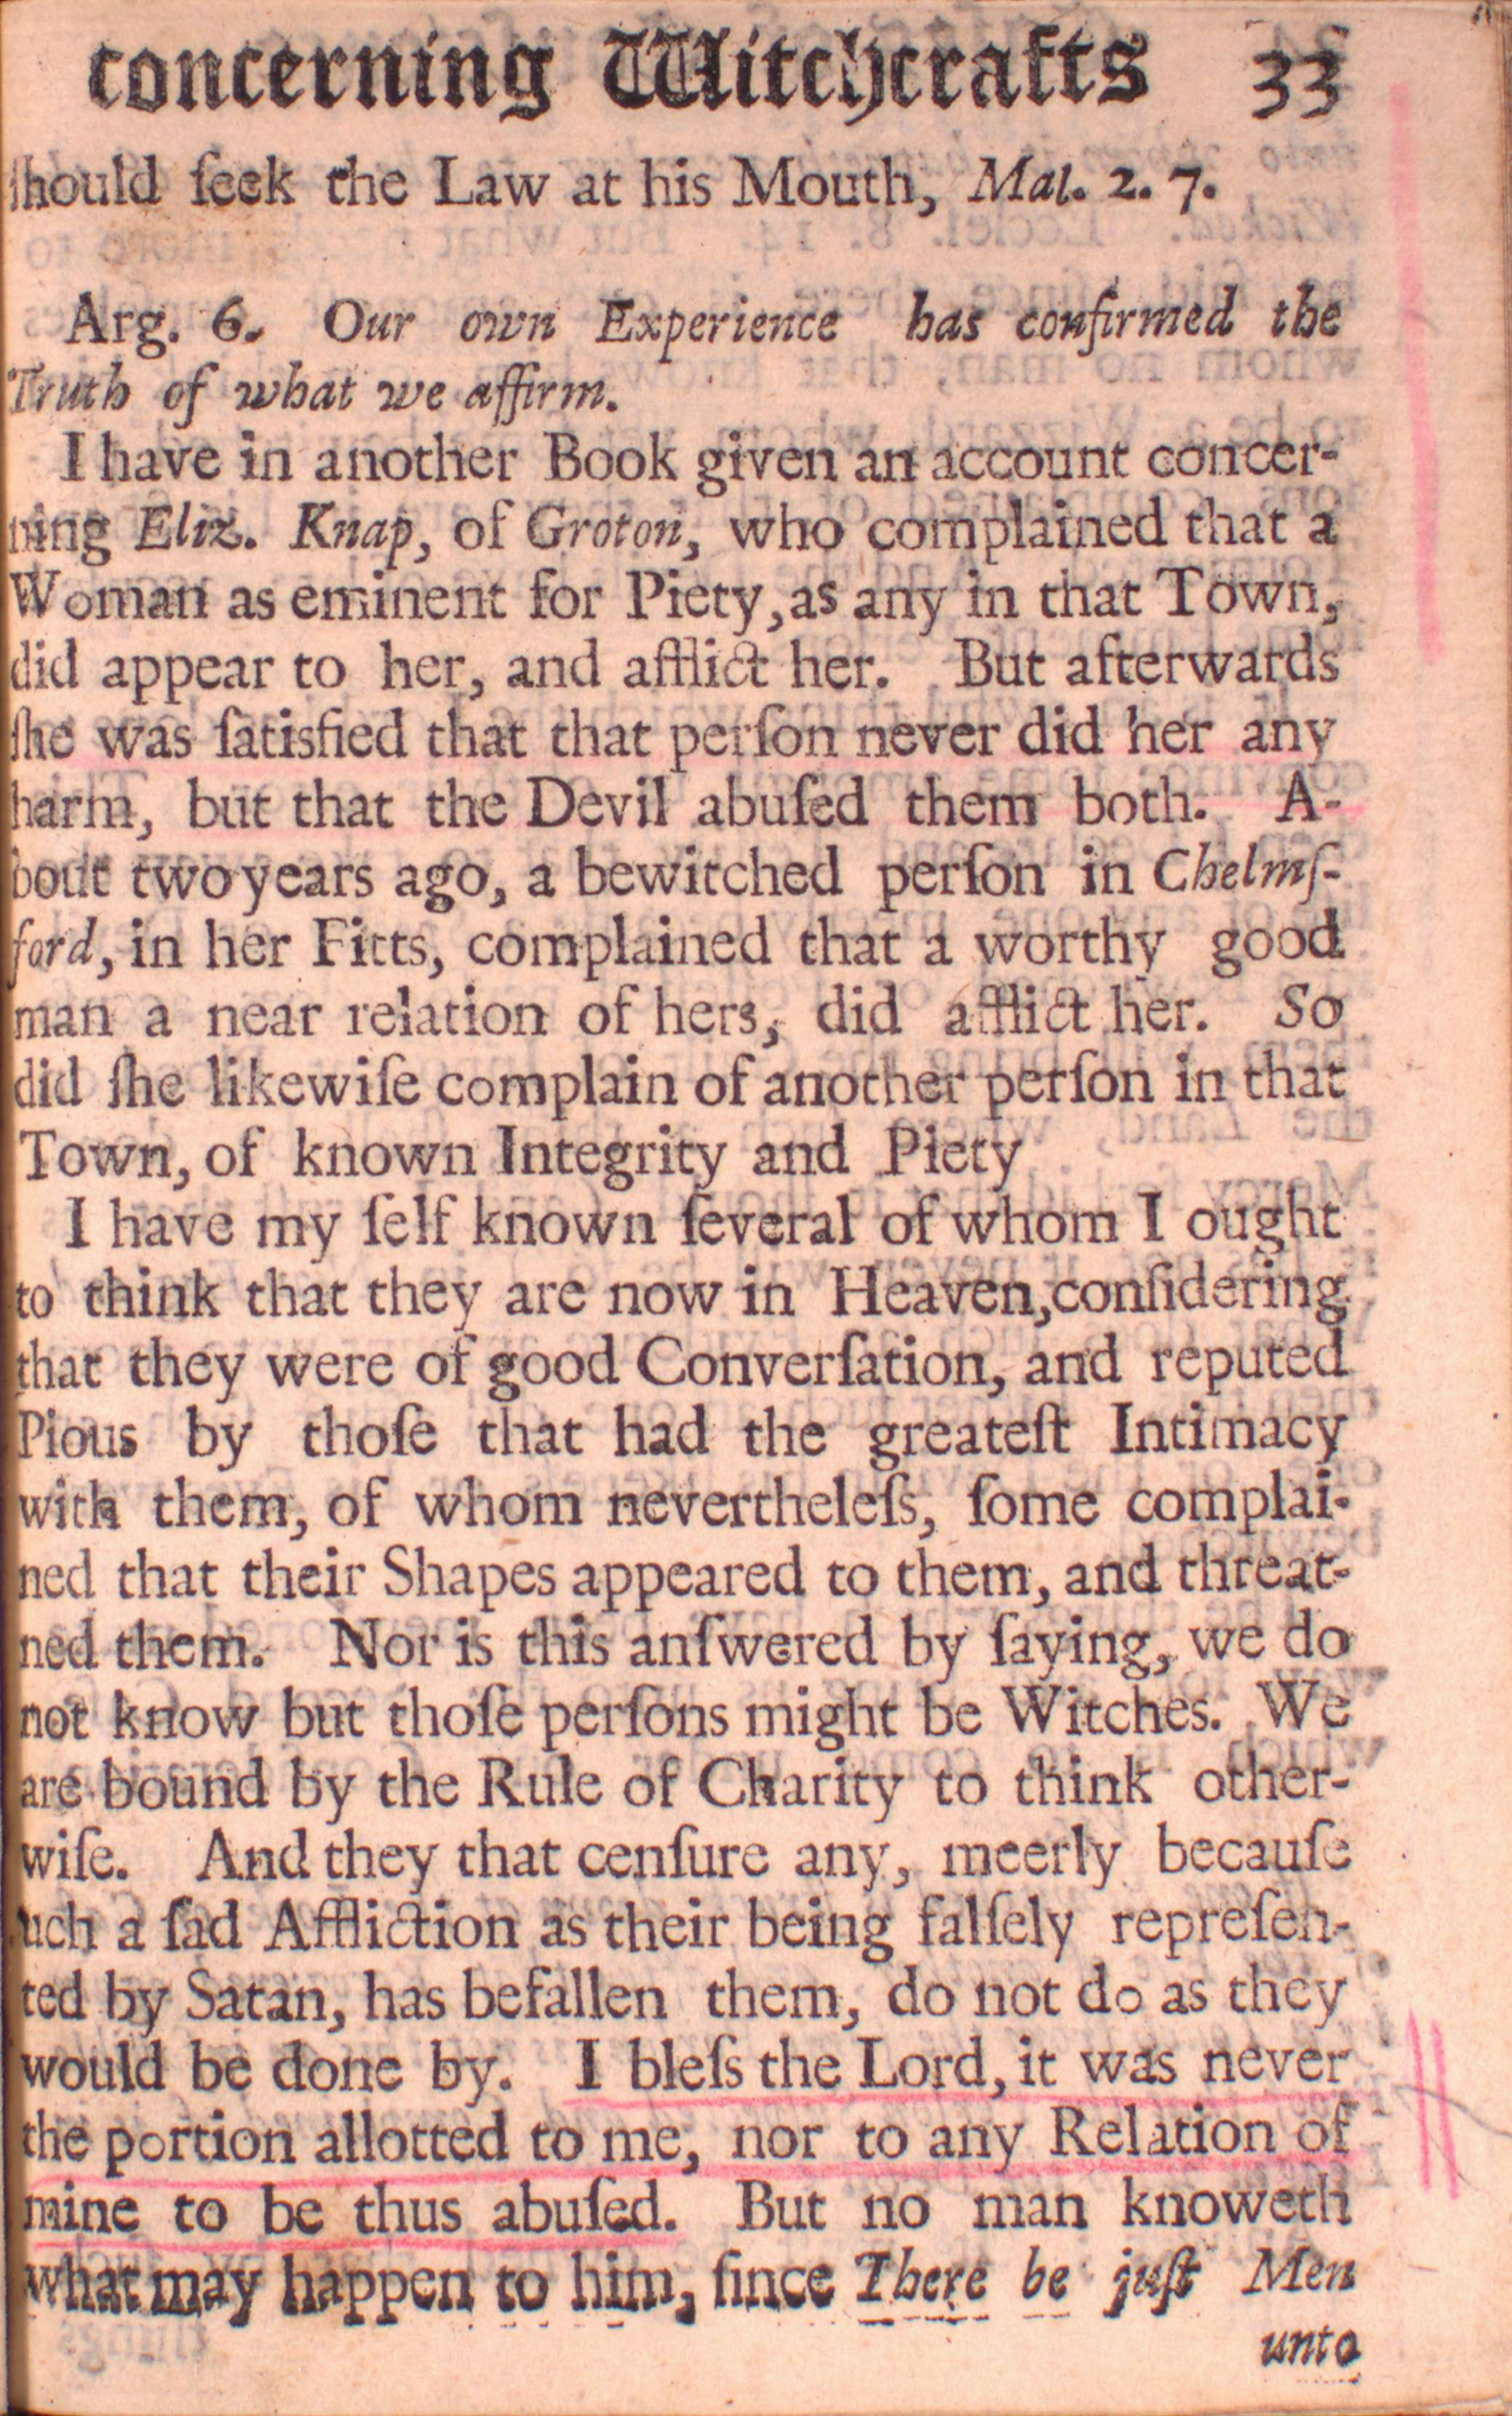 concerning Witchcrafts 33
ſhould ſeek the Law at his Mouth, Mal. 2. 7.
Arg. 6. Our own Experience has confirmed the
Truth of what we affirm.
I have in another Book given an account concer-
ning Eliz. Knap, of Groton, who complained that a
Woman as eminent for Piety, as any in that Town,
did appear to her, and afflict her. But afterwards
ſhe was ſatisfied that that perſon never did her any
harm, but that the Devil abuſed them both. A-
bout two years ago, a bewitched perſon in Chelmſ-
ford, in her Fitts, complained that a worthy good
man a near relation of hers, did afflict her. So
did ſhe likewiſe complain of another perſon in that
Town, of known Integrity and Piety
I have my ſelf known ſeveral of whom I ought
to think that they are now in Heaven, conſidering
that they were of good Converſation, and reputed
Pious by thoſe that had the greateſt Intimacy
with them, of whom nevertheleſs, ſome complai-
ned that their Shapes appeared to them, and threat-
ned them. Nor is this anſwered by ſaying, we do
not know but thoſe perſons might be Witches. We
are bound by the Rule of Charity to think other-
wiſe. And they that cenſure any, meerly becauſe
ſuch a ſad Affliction as their being falſely repreſen-
ted by Satan, has befallen them, do not do as they
would be done by. I bleſs the Lord, it was never
the portion allotted to me, nor to any Relation of
mine to be thus abuſed. But no man knoweth
what may happen to him, ſince There be juſt Men
unto